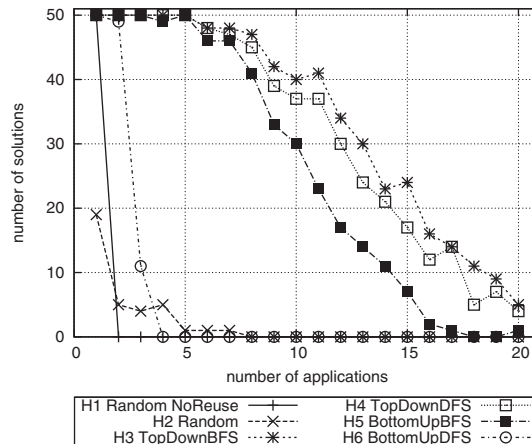 50
40
30
20
10
0
number of solutions
0 5 10 15 20
number of applications
H1 Random NoReuse
H2 Random
H3 TopDownBFS
H4 TopDownDFS
H5 BottomUpBFS
H6 BottomUpDFS